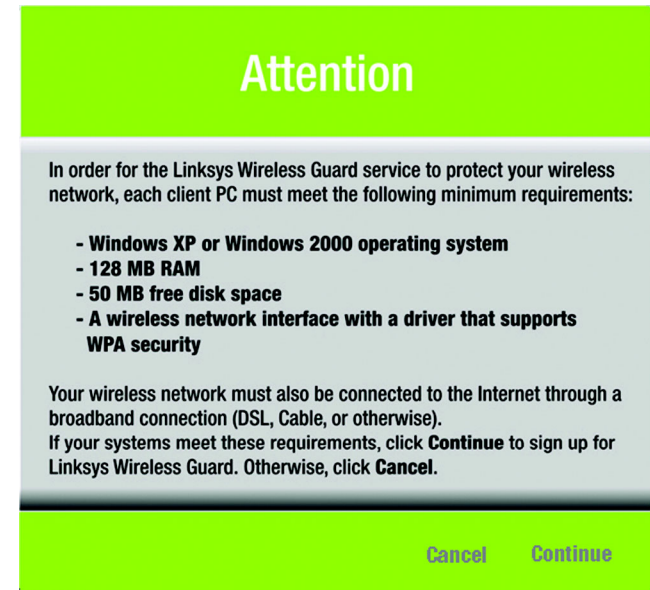 Attention
In order for the Linksys Wireless Guard service to protect your wireless
network, each client PC must meet the following minimum requirements:
- Windows XP or Windows 2000 operating system
- 128 MB RAM
- 50 MB free disk space
- A wireless network interface with a driver that supports
WPA security
Your wireless network must also be connected to the Internet through a
broadband connection (DSL, Cable, or otherwise).
If your systems meet these requirements, click Continue to sign up for
Linksys Wireless Guard. Otherwise, click Cancel.
Cancel Continue